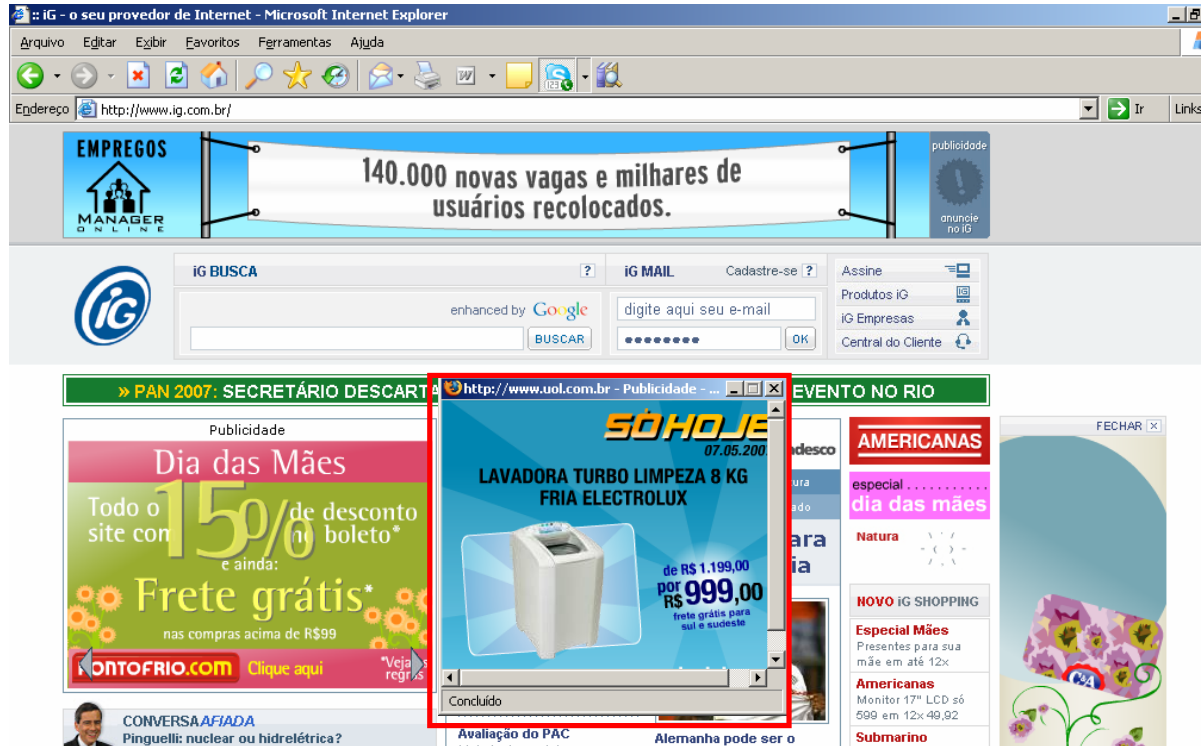 :: iG - o seu provedor de Internet - Microsoft Internet Explorer
Arquivo Editar Exibir Favoritos Ferramentas Ajuda
Endereço http://www.ig.com.br/ Ir Links
EMPREGOS
MANAGER
ONLINE
140.000 novas vagas e milhares de
usuários recolocados.
publicidade
anuncie
no iG
iG
iG BUSCA ?
enhanced by Google
BUSCAR
iG MAIL Cadastre-se ?
digite aqui seu e-mail
OK
Assine
Produtos iG
iG Empresas
Central do Cliente
» PAN 2007: SECRETÁRIO DESCARTA
EVENTO NO RIO
Publicidade
Dia das Mães
Todo o
site com
15%
de desconto
no boleto*
e ainda:
Frete grátis*
nas compras acima de R$99
PONTOFRIO.COM Clique aqui
*Veja as
regras
CONVERSA AFIADA
Pinguelli: nuclear ou hidrelétrica?
http://www.uol.com.br - Publicidade - ...
SÓ HOJE
07.05.200
LAVADORA TURBO LIMPEZA 8 KG
FRIA ELECTROLUX
de R$ 1.199,00
por
R$ 999,00
frete grátis para
sul e sudeste
Concluído
Avaliação do PAC
Alemanha pode ser o
AMERICANAS
especial ..........
dia das mães
Natura
NOVO iG SHOPPING
Especial Mães
Presentes para sua
mãe em até 12x
Americanas
Monitor 17" LCD só
599 em 12x 49,92
Submarino
FECHAR X
C&A